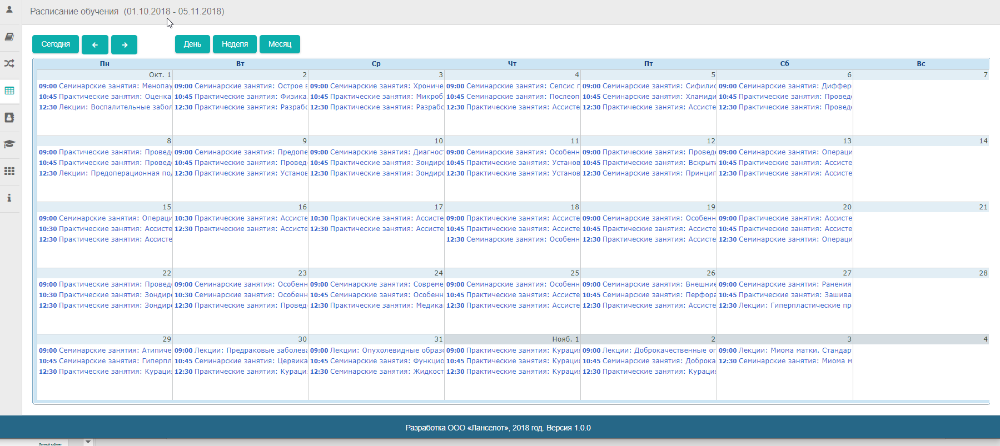 Расписание обучения (01.10.2018 - 05.11.2018)
Сегодня День Неделя Месяц
Пн Вт Ср Чт Пт Сб Вс
Окт. 1 2 3 4 5 6 7
09:00 Семинарские занятия: Менопау 09:00 Семинарские занятия: Острое в 09:00 Семинарские занятия: Хрониче 09:00 Семинарские занятия: Сепсис г 09:00 Семинарские занятия: Сифилис 09:00 Семинарские занятия: Диффер
10:45 Практические занятия: Оценка 10:45 Практические занятия: Физика 10:45 Практические занятия: Микроб 10:45 Семинарские занятия: Послеоп 10:45 Семинарские занятия: Хламиди 10:45 Практические занятия: Проведе
12:30 Лекции: Воспалительные забол 12:30 Практические занятия: Разрабо 12:30 Практические занятия: Разрабо 12:30 Практические занятия: Ассисте 12:30 Практические занятия: Ассисте 12:30 Практические занятия: Проведе
8 9 10 11 12 13 14
09:00 Практические занятия: Проведе 09:00 Семинарские занятия: Предопе 09:00 Семинарские занятия: Диагнос 09:00 Семинарские занятия: Особенн 09:00 Практические занятия: Проведе 09:00 Семинарские занятия: Операци
10:45 Практические занятия: Проведе 10:45 Практические занятия: Проведе 10:45 Практические занятия: Зондиро 10:45 Практические занятия: Установ 10:45 Практические занятия: Вскрыти 10:45 Практические занятия: Ассисте
12:30 Лекции: Предоперационная под 12:30 Практические занятия: Установ 12:30 Практические занятия: Зондиро 12:30 Практические занятия: Установ 12:30 Семинарские занятия: Принцип 12:30 Практические занятия: Ассисте
15 16 17 18 19 20 21
09:00 Семинарские занятия: Операци 10:30 Практические занятия: Ассисте 10:30 Практические занятия: Ассисте 09:00 Практические занятия: Ассисте 09:00 Семинарские занятия: Особенн 09:00 Практические занятия: Ассисте
10:30 Практические занятия: Ассисте 12:30 Практические занятия: Ассисте 12:30 Практические занятия: Ассисте 10:45 Практические занятия: Ассисте 10:45 Практические занятия: Ассисте 10:45 Практические занятия: Ассисте
12:30 Практические занятия: Ассисте 12:30 Семинарские занятия: Особенн 12:30 Практические занятия: Ассисте 12:30 Семинарские занятия: Операци
22 23 24 25 26 27 28
09:00 Практические занятия: Проведе 09:00 Семинарские занятия: Особенн 09:00 Семинарские занятия: Совреме 09:00 Семинарские занятия: Особенн 09:00 Семинарские занятия: Внешние 09:00 Семинарские занятия: Ранения
10:30 Практические занятия: Зондиро 10:30 Семинарские занятия: Особенн 10:45 Семинарские занятия: Особенн 10:45 Практические занятия: Ассисте 10:45 Семинарские занятия: Перфора 10:45 Практические занятия: Зашива
12:30 Практические занятия: Зондиро 12:30 Практические занятия: Проведе 12:30 Практические занятия: Медика 12:30 Практические занятия: Ассисте 12:30 Практические занятия: Ассисте 12:30 Лекции: Гиперпластические пр
29 30 31 Нояб. 1 2 3 4
09:00 Семинарские занятия: Атипиче 09:00 Лекции: Предраковые заболева 09:00 Лекции: Опухолевидные образо 09:00 Практические занятия: Кураци 09:00 Лекции: Доброкачественные оп 09:00 Лекции: Миома матки. Стандар
10:45 Семинарские занятия: Гиперпл 10:45 Семинарские занятия: Цервика 10:45 Семинарские занятия: Функцио 10:45 Практические занятия: Кураци 10:45 Семинарские занятия: Доброка 12:30 Семинарские занятия: Миома м
12:30 Практические занятия: Кураци 12:30 Практические занятия: Кураци 12:30 Семинарские занятия: Жидкост 12:30 Практические занятия: Кураци 12:30 Практические занятия: Кураци
Разработка ООО «Ланселот», 2018 год. Версия 1.0.0
Личный кабинет